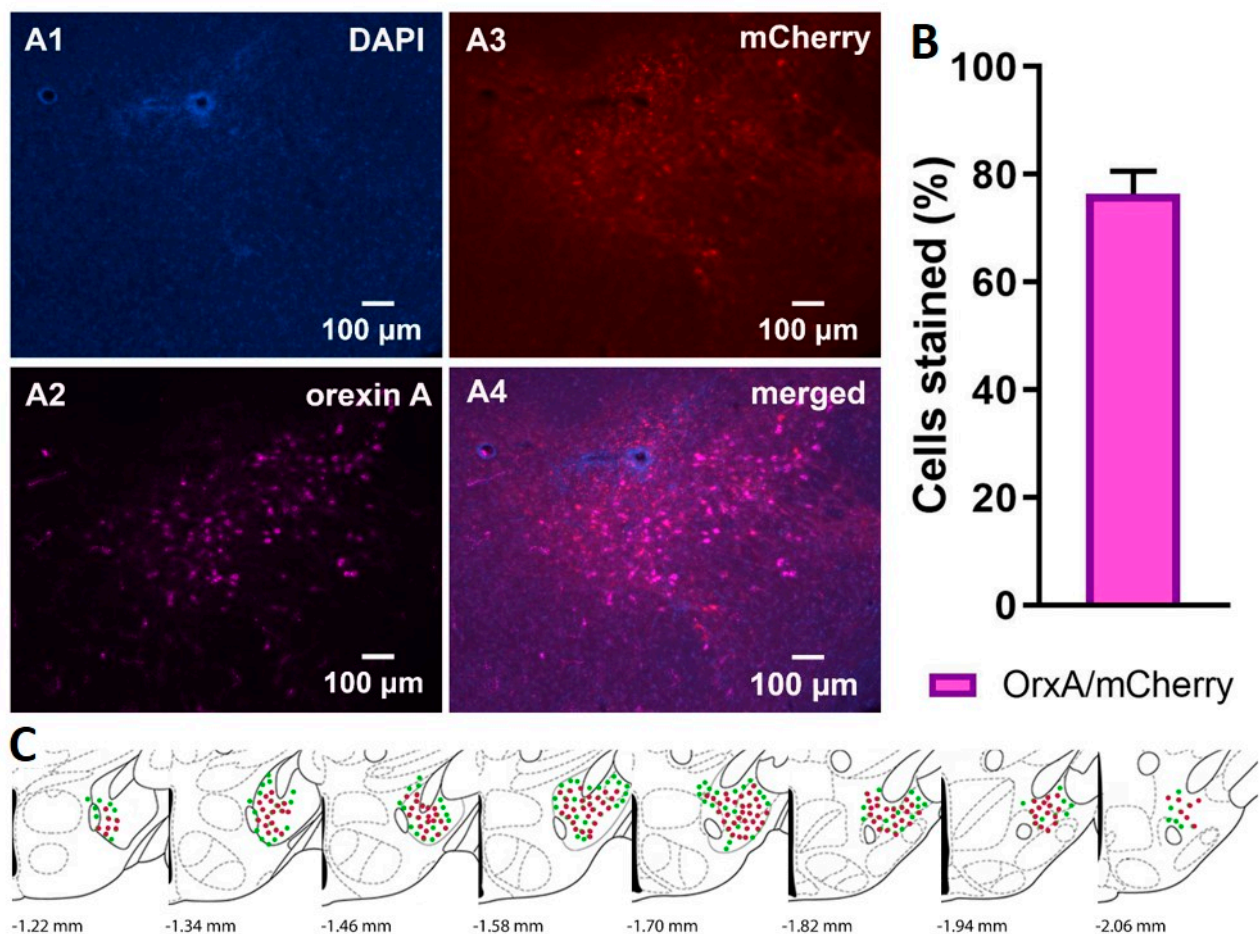 A1 DAPI
100 µm
A3 mCherry
100 µm
A2 orexin A
100 µm
A4 merged
100 µm
B
Cells stained (%)
100
80
60
40
20
0
OrxA/mCherry
C
-1.22 mm
-1.34 mm
-1.46 mm
-1.58 mm
-1.70 mm
-1.82 mm
-1.94 mm
-2.06 mm